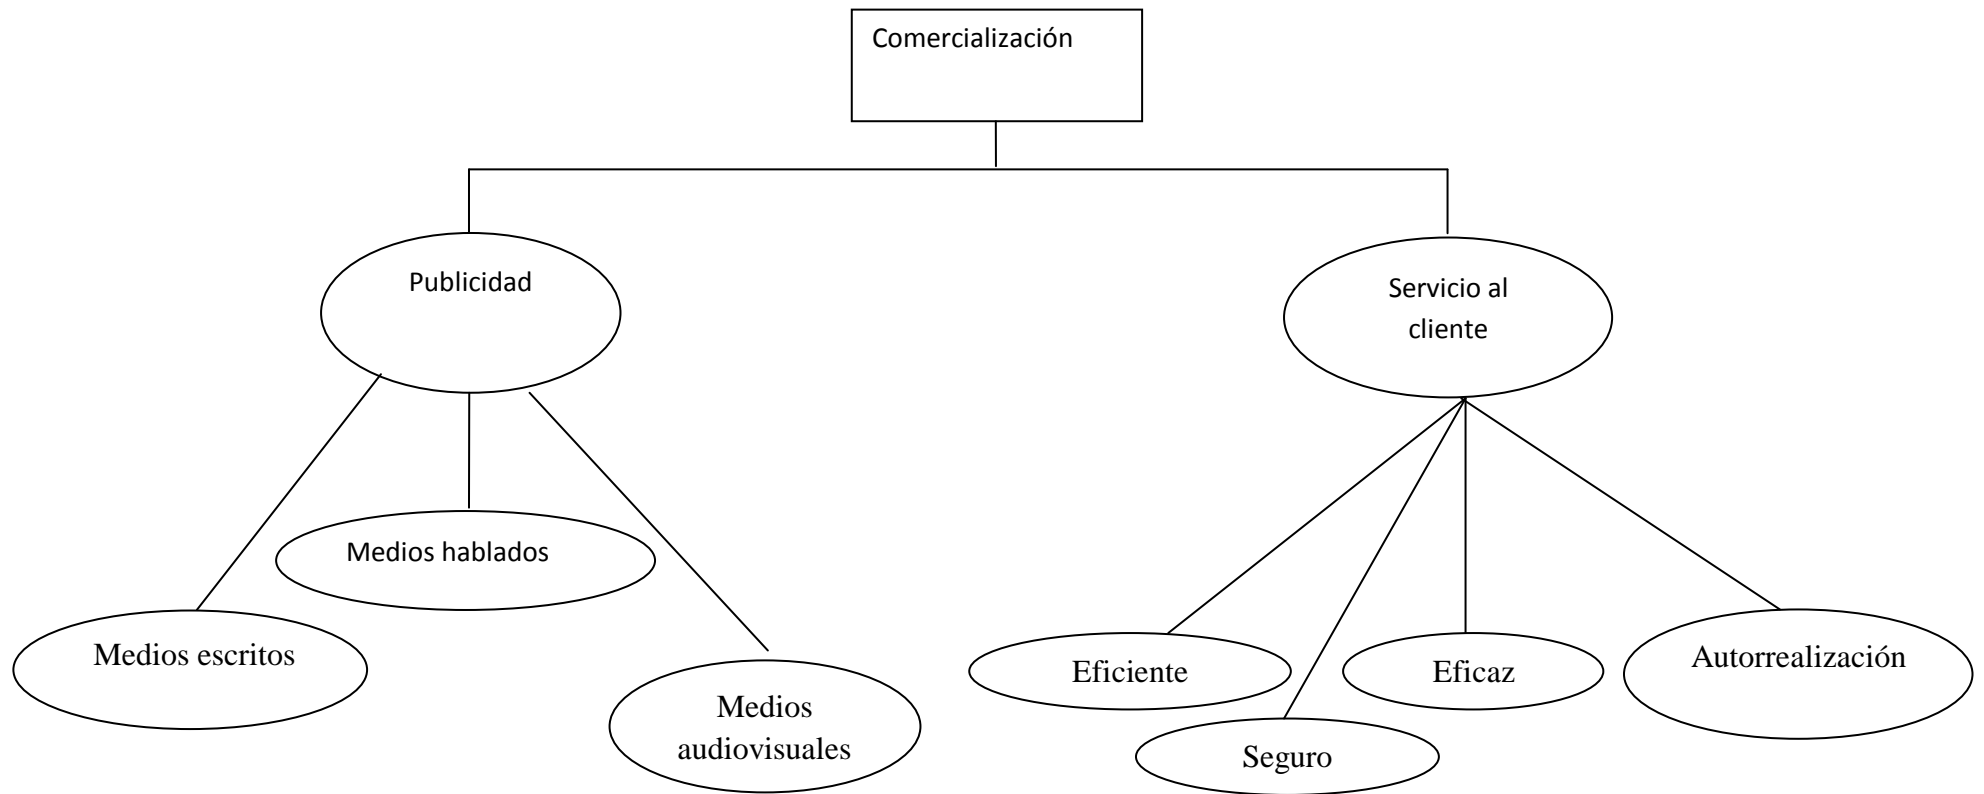 Comercialización
Publicidad
Servicio al
cliente
Medios hablados
Medios escritos
Medios
audiovisuales
Eficiente
Seguro
Eficaz
Autorrealización